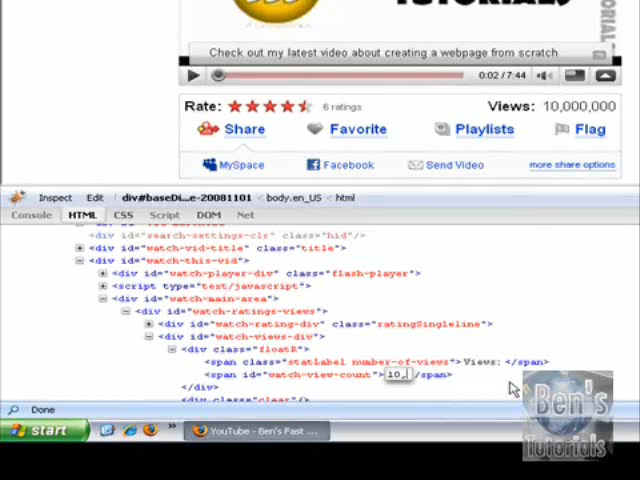 TUTORIALS
TORIAL
Check out my latest video about creating a webpage from scratch
0:02 / 7:44
Rate: 6 ratings Views: 10,000,000
Share Favorite Playlists Flag
MySpace Facebook Send Video more share options
Inspect Edit div#baseDi...e-20081101 < body.en_US < html
Console HTML CSS Script DOM Net
<div id="search-settings-clr" class="hid"/>
<div id="watch-vid-title" class="title">
<div id="watch-this-vid">
<div id="watch-player-div" class="flash-player">
<script type="text/javascript">
<div id="watch-main-area">
<div id="watch-ratings-views">
<div id="watch-rating-div" class="ratingSingleline">
<div id="watch-views-div">
<div class="floatR">
<span class="statLabel number-of-views">Views: </span>
<span id="watch-view-count">10, /span>
</div>
<div class="clear"/>
Done
start YouTube - Ben's Fast ...
Ben's
Tutorials